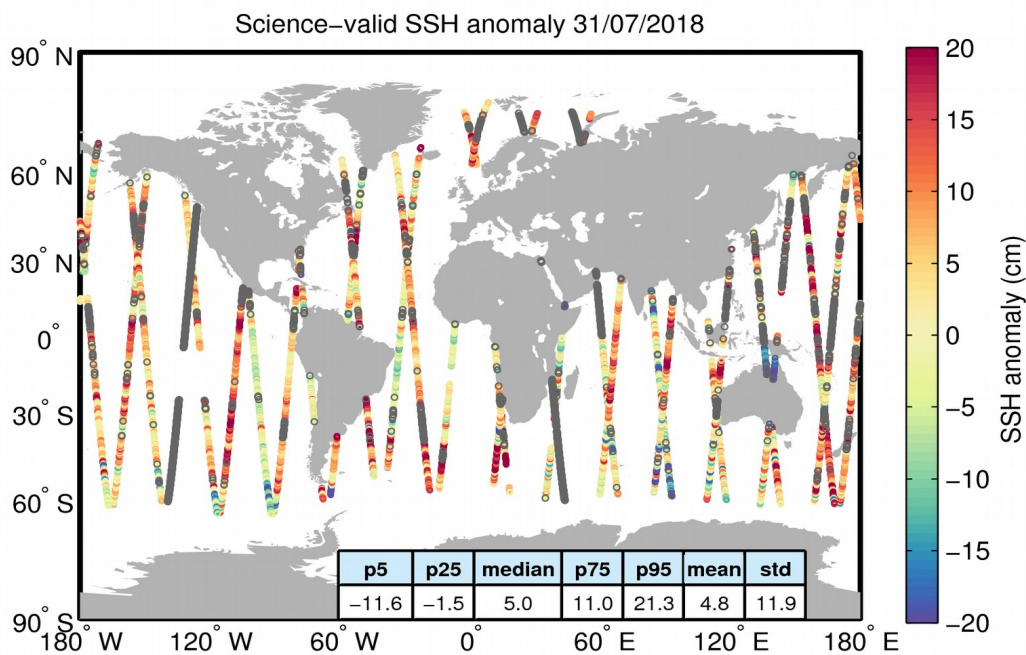 Science−valid SSH anomaly 31/07/2018
90° N
60° N
30° N
0°
30° S
60° S
90° S
180° W
120° W
60° W
0°
60° E
120° E
180° E
p5 p25 median p75 p95 mean std
−11.6 −1.5 5.0 11.0 21.3 4.8 11.9
20
15
10
5
0
−5
−10
−15
−20
SSH anomaly (cm)